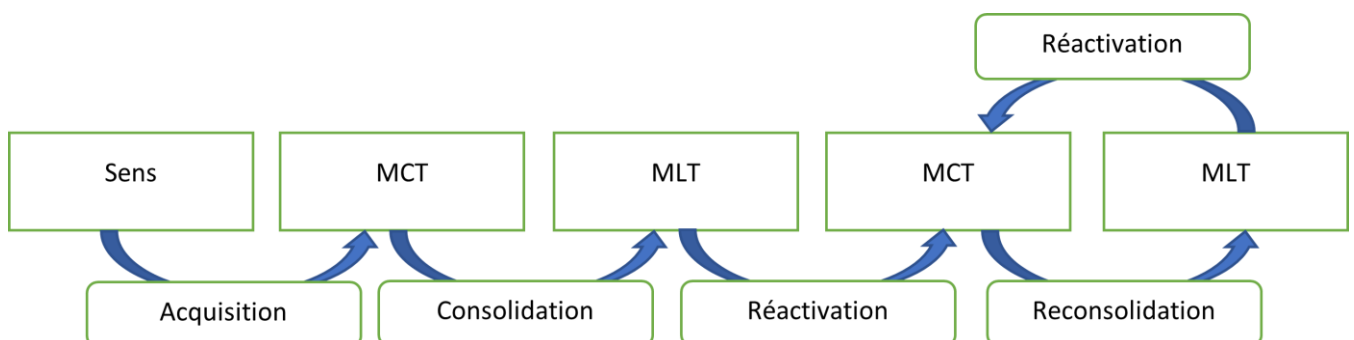 Réactivation
Sens
MCT
MLT
MCT
MLT
Acquisition
Consolidation
Réactivation
Reconsolidation